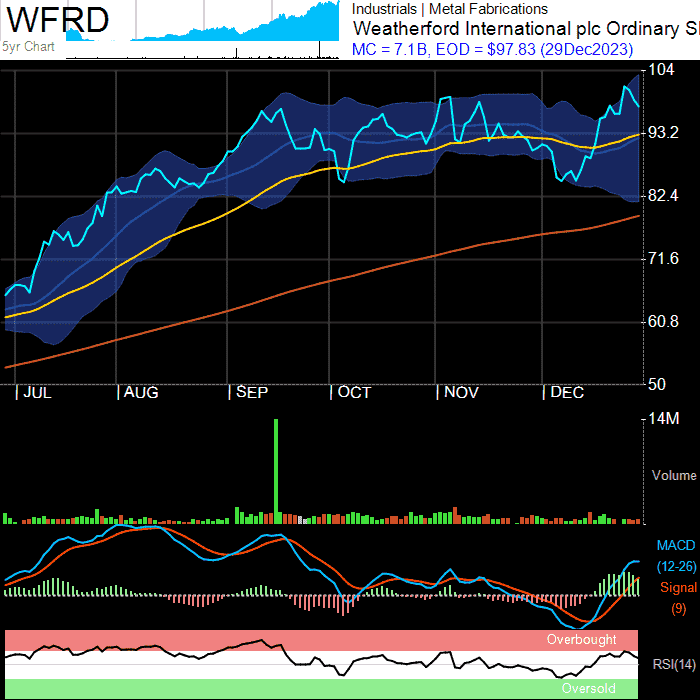 WFRD
5yr Chart
Industrials | Metal Fabrications
Weatherford International plc Ordinary S
MC = 7.1B, EOD = $97.83 (29Dec2023)
104
93.2
82.4
71.6
60.8
50
JUL
AUG
SEP
OCT
NOV
DEC
14M
Volume
MACD
(12-26)
Signal
(9)
Overbought
RSI(14)
Oversold